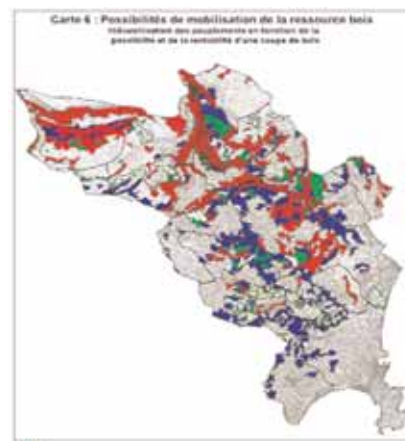 Carte 6 : Possibilités de mobilisation de la ressource bois
Hiérarchisation des peuplements en fonction de la
possibilité et de la rentabilité d'une coupe de bois